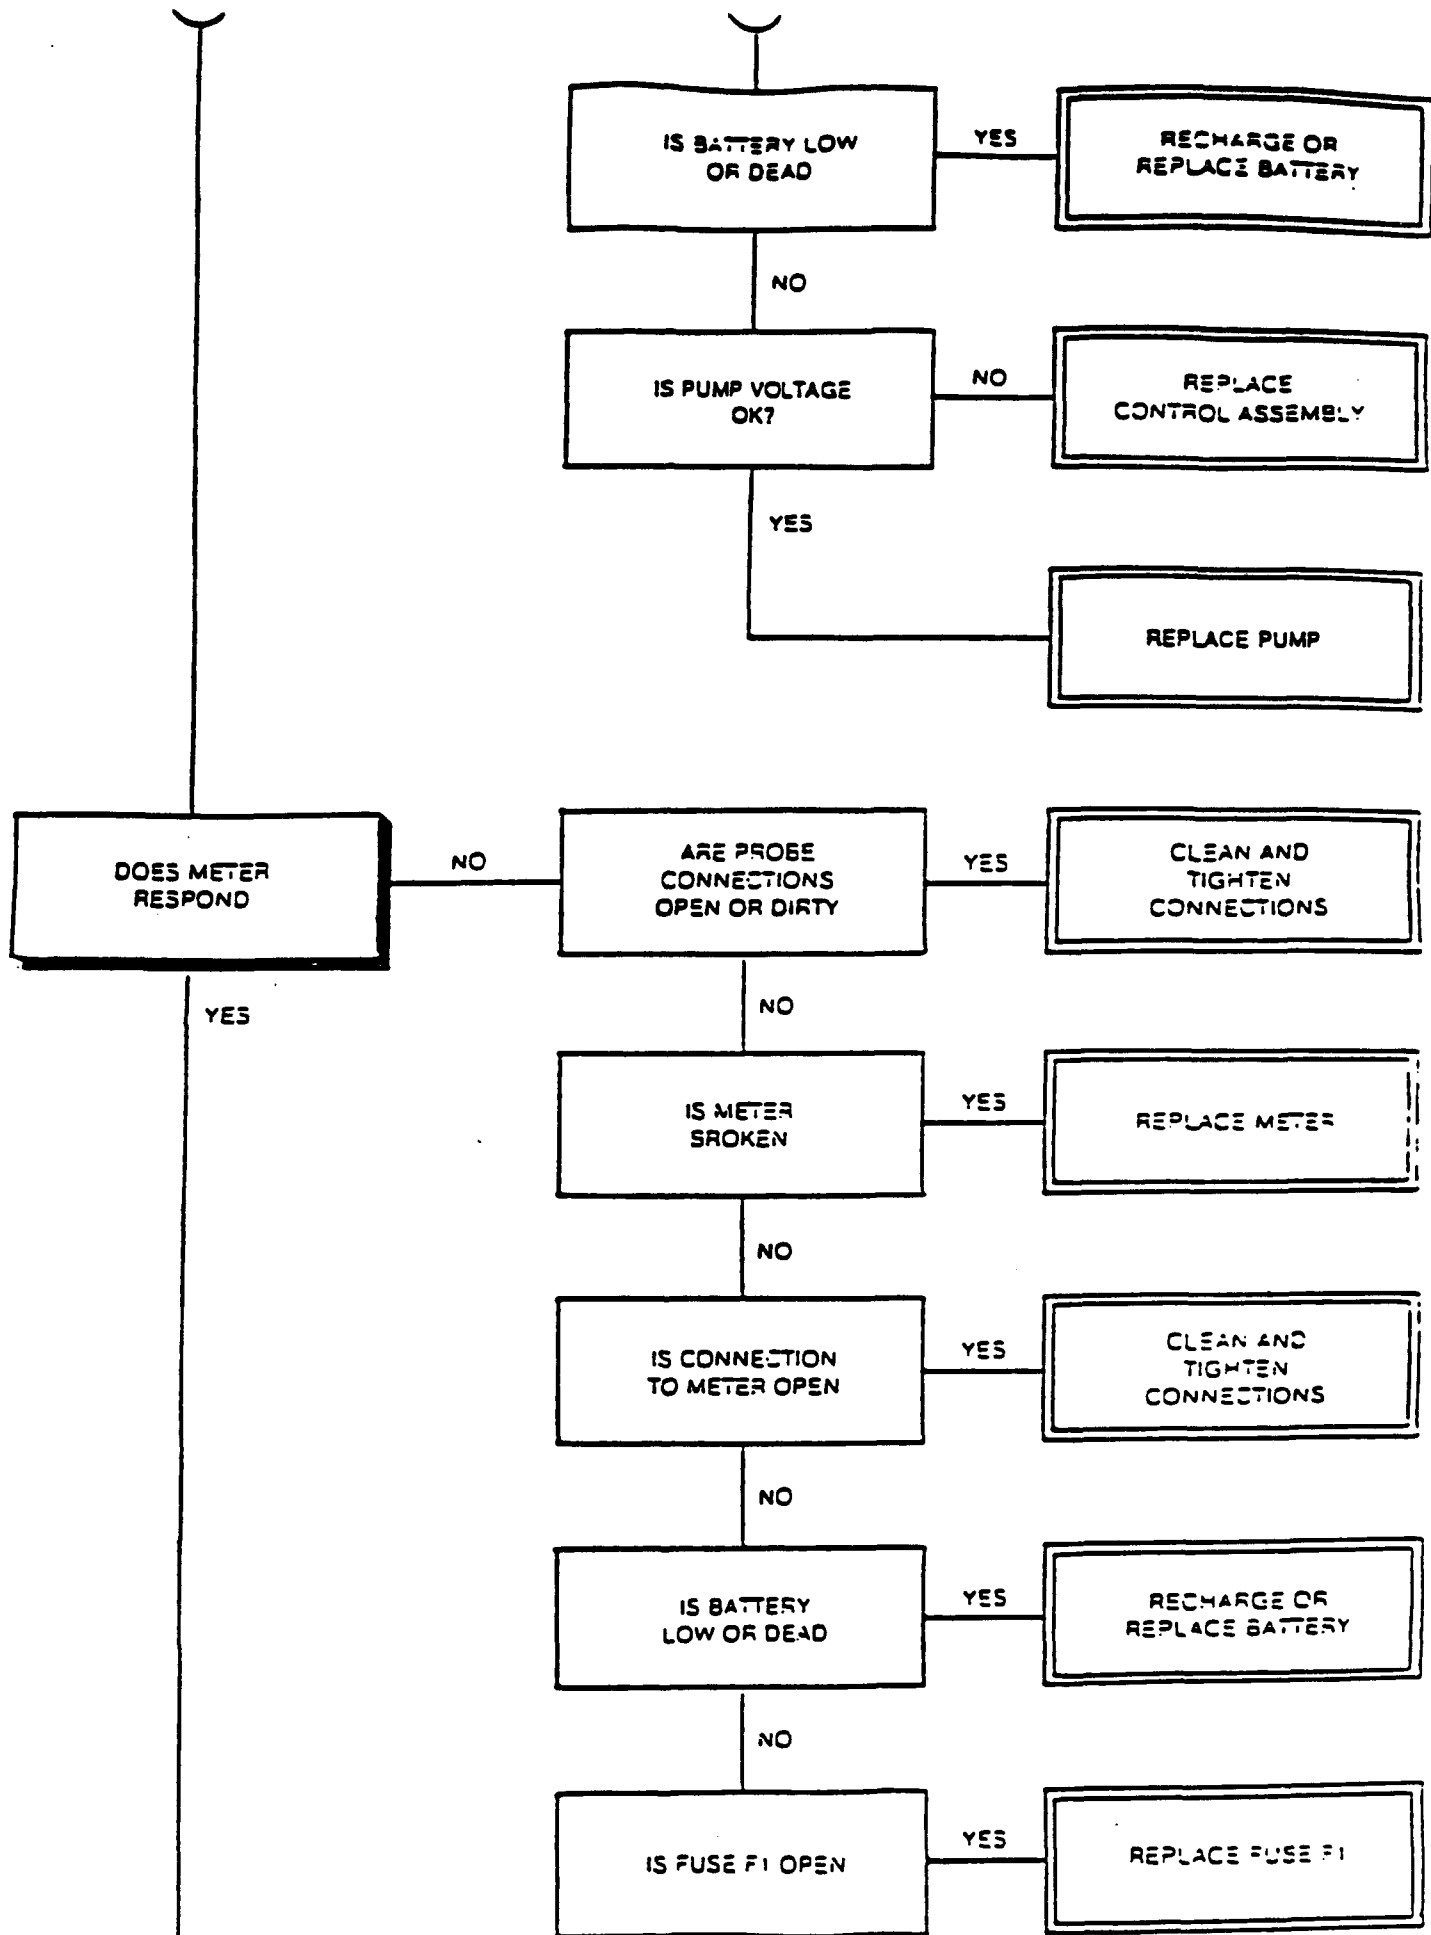 IS BATTERY LOW
OR DEAD
YES
RECHARGE OR
REPLACE BATTERY
NO
IS PUMP VOLTAGE
OK?
NO
REPLACE
CONTROL ASSEMBLY
YES
REPLACE PUMP
DOES METER
RESPOND
NO
ARE PROBE
CONNECTIONS
OPEN OR DIRTY
YES
CLEAN AND
TIGHTEN
CONNECTIONS
YES
NO
IS METER
SROKEN
YES
REPLACE METER
NO
IS CONNECTION
TO METER OPEN
YES
CLEAN AND
TIGHTEN
CONNECTIONS
NO
IS BATTERY
LOW OR DEAD
YES
RECHARGE OR
REPLACE BATTERY
NO
IS FUSE F1 OPEN
YES
REPLACE FUSE F1